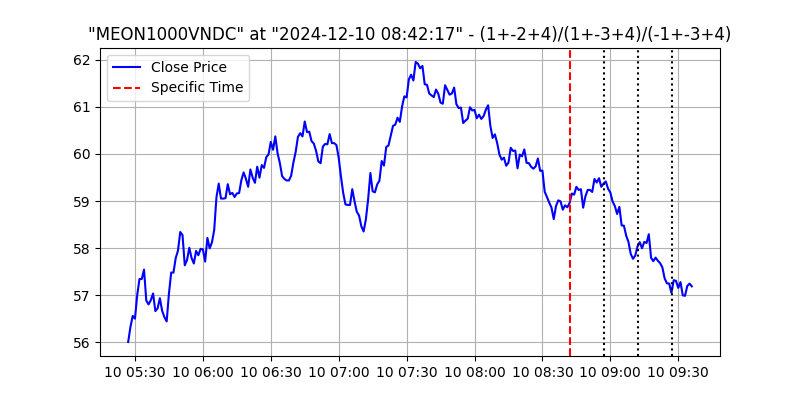 "MEON1000VNDC" at "2024-12-10 08:42:17" - (1+-2+4)/(1+-3+4)/(-1+-3+4)
Close Price
Specific Time
62
61
60
59
58
57
56
10 05:30 10 06:00 10 06:30 10 07:00 10 07:30 10 08:00 10 08:30 10 09:00 10 09:30